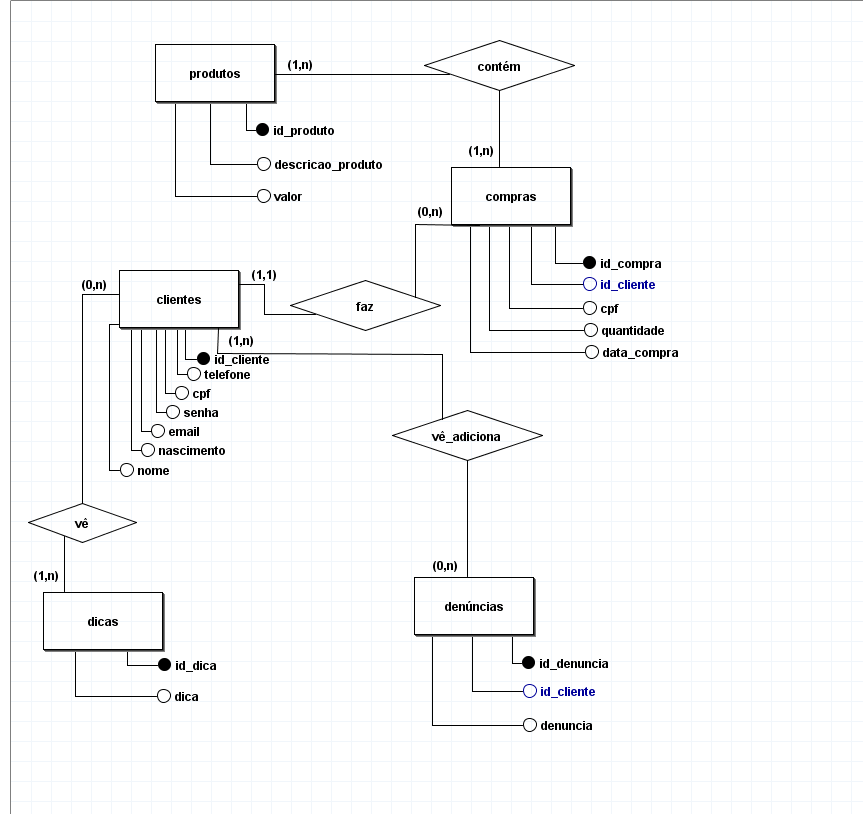 produtos
(1,n)
contém
id_produto
descricao_produto
valor
(1,n)
compras
(0,n)
id_compra
id_cliente
cpf
quantidade
data_compra
(0,n)
clientes
(1,1)
faz
(1,n)
id_cliente
telefone
cpf
senha
email
nascimento
nome
vê_adiciona
vê
(1,n)
dicas
id_dica
dica
(0,n)
denúncias
id_denuncia
id_cliente
denuncia